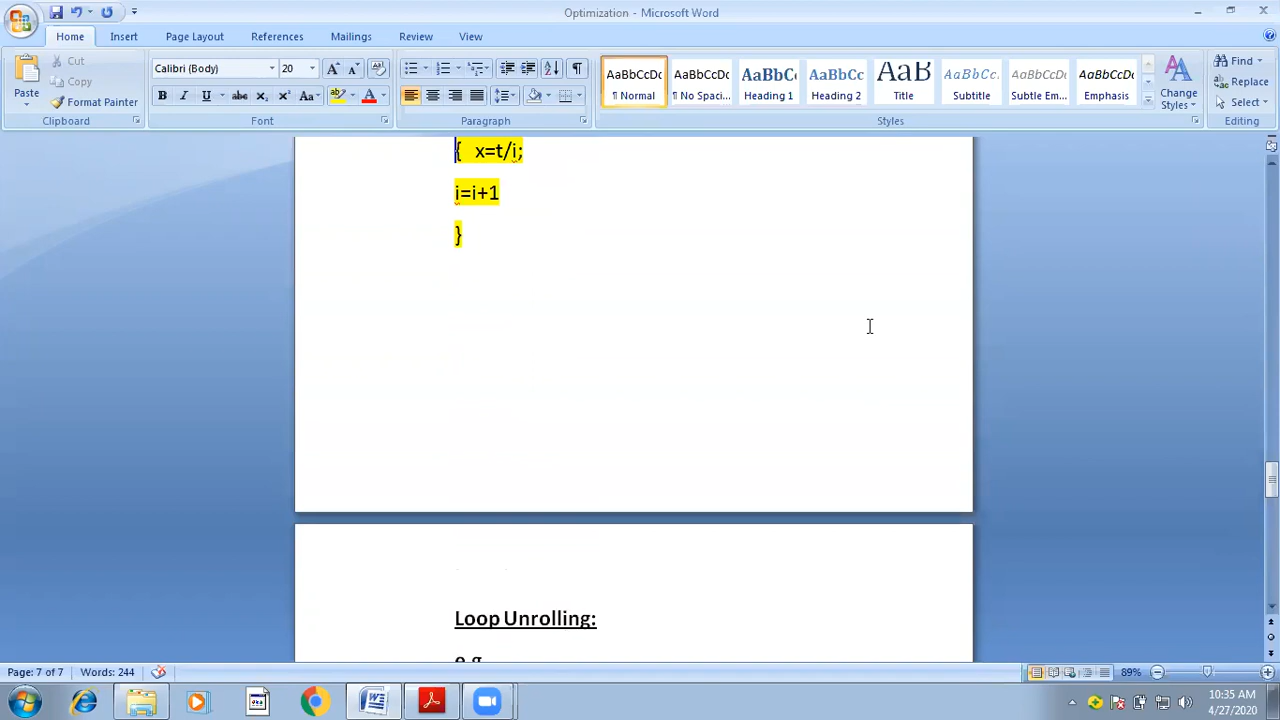 Optimization - Microsoft Word
Home Insert Page Layout References Mailings Review View
Paste Cut Copy Format Painter Clipboard
Calibri (Body) 20 Font
Paragraph
AaBbCcDc ¶ Normal
AaBbCcDc ¶ No Spaci...
AaBbC Heading 1
AaBbCc Heading 2
AaB Title
AaBbCc. Subtitle
AaBbCcDc Subtle Em...
AaBbCcDc Emphasis
Change Styles
Styles
Find
Replace
Select
Editing
{ x=t/i;
i=i+1
}
Loop Unrolling:
e.g
Page: 7 of 7 Words: 244 89%
10:35 AM
4/27/2020